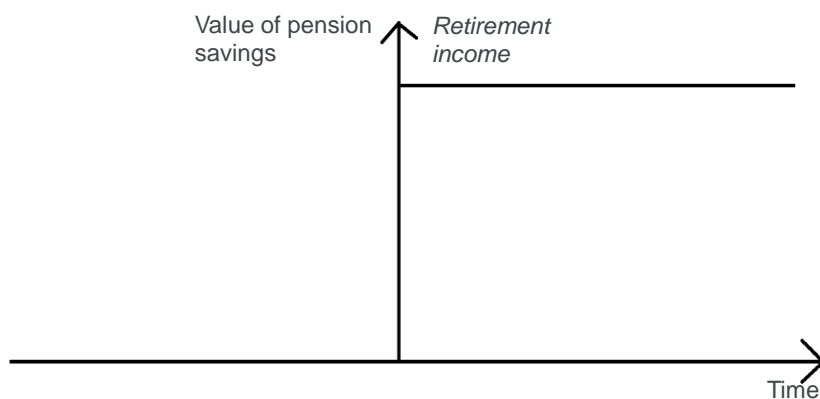 Value of pension
savings
Retirement
income
Time